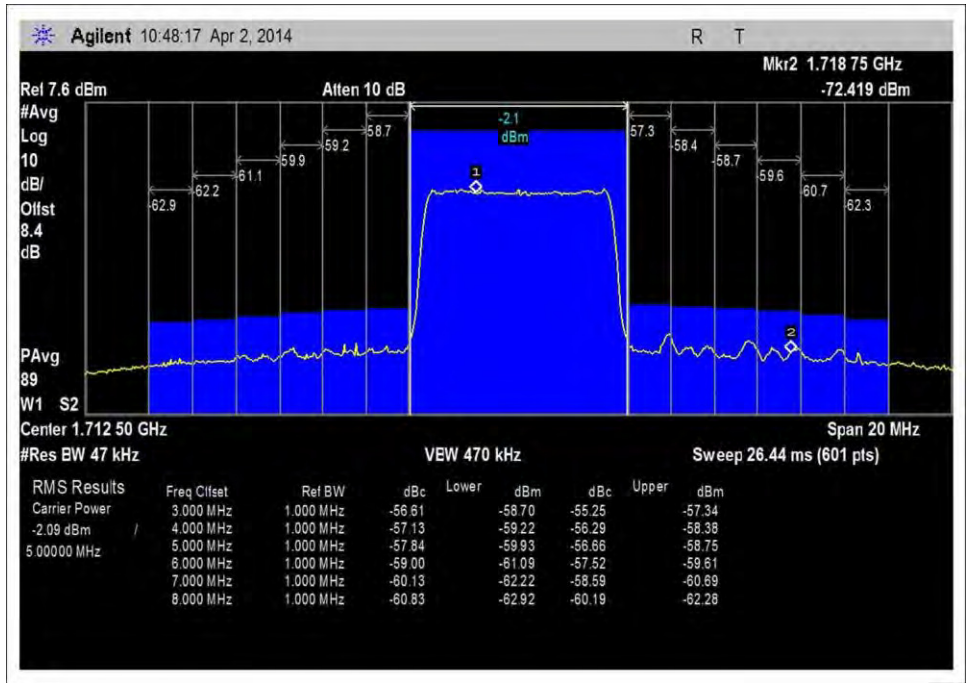 Agilent 10:48:17 Apr 2, 2014 R T
Mkr2 1.718 75 GHz
Ref 7.6 dBm Atten 10 dB -72.419 dBm
#Avg
Log
10
dB/
Offst
8.4
dB
-2.1
dBm
58.7
59.2
59.9
-61.1
-62.2
-62.9
57.3
-58.4
-58.7
59.6
60.7
-62.3
1
2
PAvg
89
W1 S2
Center 1.712 50 GHz Span 20 MHz
#Res BW 47 kHz VBW 470 kHz Sweep 26.44 ms (601 pts)
RMS Results Freq Offset Ref BW dBc Lower dBm dBc Upper dBm
Carrier Power 3.000 MHz 1.000 MHz -56.61 -58.70 -55.25 -57.34
-2.09 dBm / 4.000 MHz 1.000 MHz -57.13 -59.22 -56.29 -58.38
5.00000 MHz 5.000 MHz 1.000 MHz -57.84 -59.93 -56.66 -58.75
6.000 MHz 1.000 MHz -59.00 -61.09 -57.52 -59.61
7.000 MHz 1.000 MHz -60.13 -62.22 -58.59 -60.69
8.000 MHz 1.000 MHz -60.83 -62.92 -60.19 -62.28